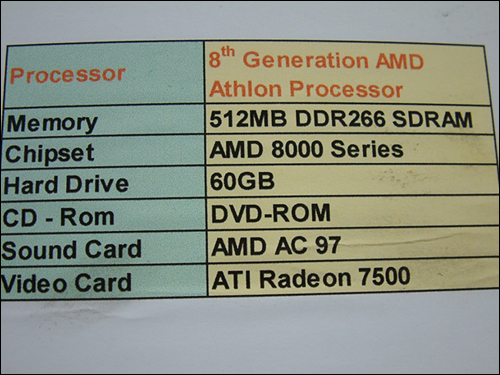 Processor
8th Generation AMD
Athlon Processor
Memory 512MB DDR266 SDRAM
Chipset AMD 8000 Series
Hard Drive 60GB
CD - Rom DVD-ROM
Sound Card AMD AC 97
Video Card ATI Radeon 7500